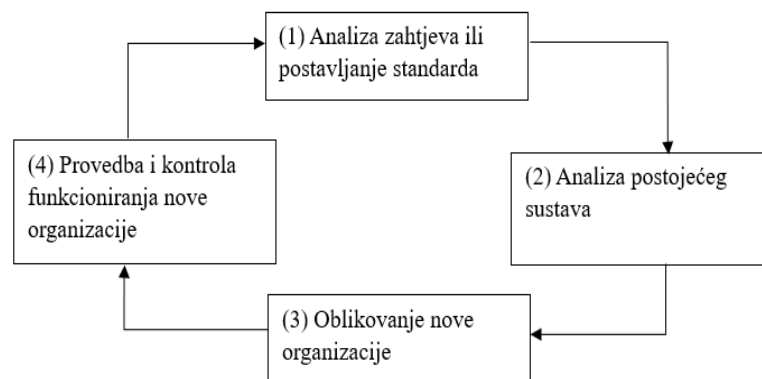 (1) Analiza zahtjeva ili
postavljanje standarda
(2) Analiza postojećeg
sustava
(3) Oblikovanje nove
organizacije
(4) Provedba i kontrola
funkcioniranja nove
organizacije